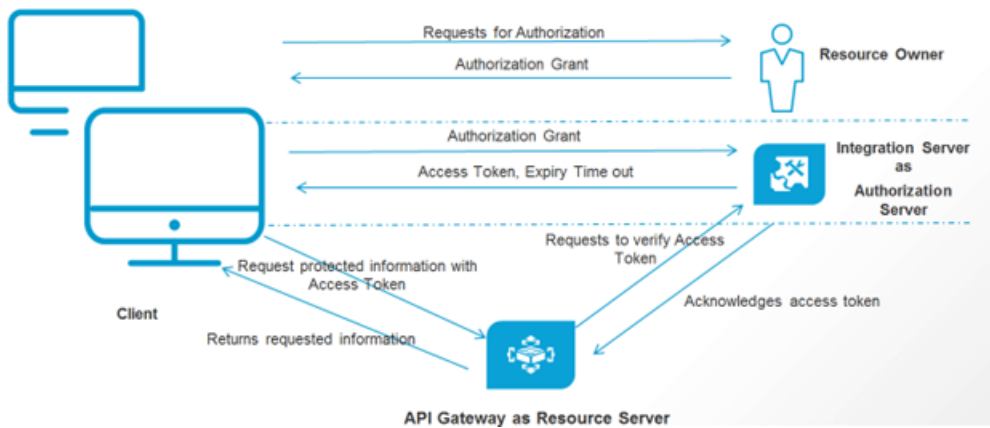 Requests for Authorization
Authorization Grant
Resource Owner
Authorization Grant
Access Token, Expiry Time out
Integration Server
as
Authorization
Server
Requests to verify Access
Token
Request protected information with
Access Token
Acknowledges access token
Client
Returns requested information
API Gateway as Resource Server